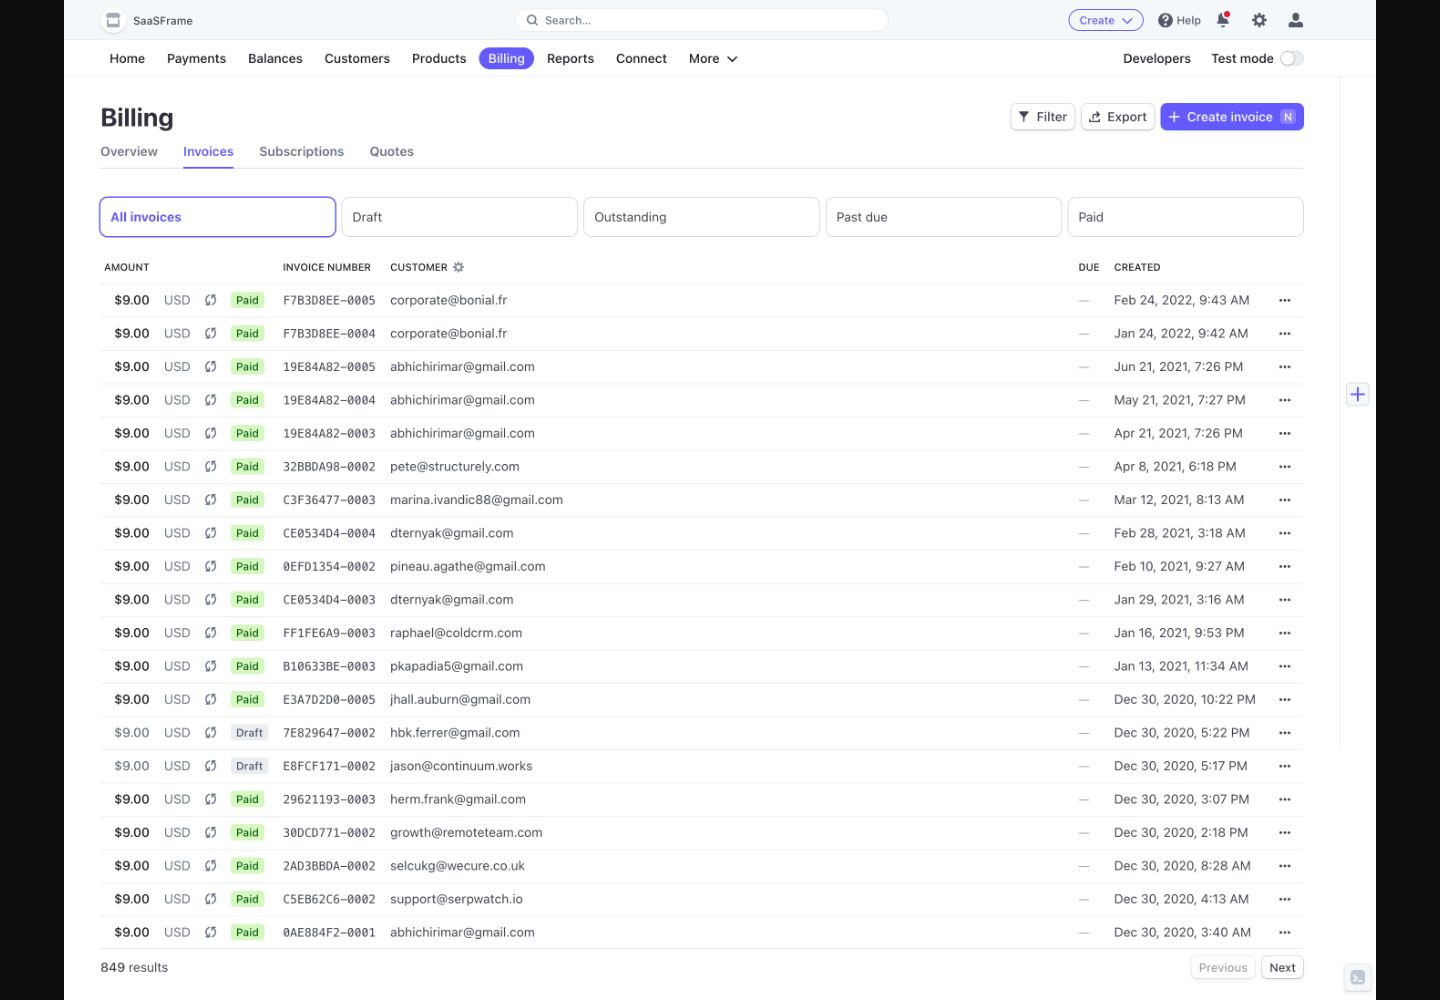 SaaSFrame Search... Create Help
Home Payments Balances Customers Products Billing Reports Connect More Developers Test mode
Billing Filter Export Create invoice N
Overview Invoices Subscriptions Quotes
All invoices Draft Outstanding Past due Paid
AMOUNT INVOICE NUMBER CUSTOMER DUE CREATED
$9.00 USD Paid F7B3D8EE-0005 corporate@bonial.fr — Feb 24, 2022, 9:43 AM
$9.00 USD Paid F7B3D8EE-0004 corporate@bonial.fr — Jan 24, 2022, 9:42 AM
$9.00 USD Paid 19E84A82-0005 abhichirimar@gmail.com — Jun 21, 2021, 7:26 PM
$9.00 USD Paid 19E84A82-0004 abhichirimar@gmail.com — May 21, 2021, 7:27 PM
$9.00 USD Paid 19E84A82-0003 abhichirimar@gmail.com — Apr 21, 2021, 7:26 PM
$9.00 USD Paid 32BBDA98-0002 pete@structurely.com — Apr 8, 2021, 6:18 PM
$9.00 USD Paid C3F36477-0003 marina.ivandic88@gmail.com — Mar 12, 2021, 8:13 AM
$9.00 USD Paid CE0534D4-0004 dternyak@gmail.com — Feb 28, 2021, 3:18 AM
$9.00 USD Paid 0EFD1354-0002 pineau.agathe@gmail.com — Feb 10, 2021, 9:27 AM
$9.00 USD Paid CE0534D4-0003 dternyak@gmail.com — Jan 29, 2021, 3:16 AM
$9.00 USD Paid FF1FE6A9-0003 raphael@coldcrm.com — Jan 16, 2021, 9:53 PM
$9.00 USD Paid B10633BE-0003 pkapadia5@gmail.com — Jan 13, 2021, 11:34 AM
$9.00 USD Paid E3A7D2D0-0005 jhall.auburn@gmail.com — Dec 30, 2020, 10:22 PM
$9.00 USD Draft 7E829647-0002 hbk.ferrer@gmail.com — Dec 30, 2020, 5:22 PM
$9.00 USD Draft E8FCF171-0002 jason@continuum.works — Dec 30, 2020, 5:17 PM
$9.00 USD Paid 29621193-0003 herm.frank@gmail.com — Dec 30, 2020, 3:07 PM
$9.00 USD Paid 30DCD771-0002 growth@remoteteam.com — Dec 30, 2020, 2:18 PM
$9.00 USD Paid 2AD3BBDA-0002 selcukg@wecure.co.uk — Dec 30, 2020, 8:28 AM
$9.00 USD Paid C5EB62C6-0002 support@serpwatch.io — Dec 30, 2020, 4:13 AM
$9.00 USD Paid 0AE884F2-0001 abhichirimar@gmail.com — Dec 30, 2020, 3:40 AM
849 results Previous Next